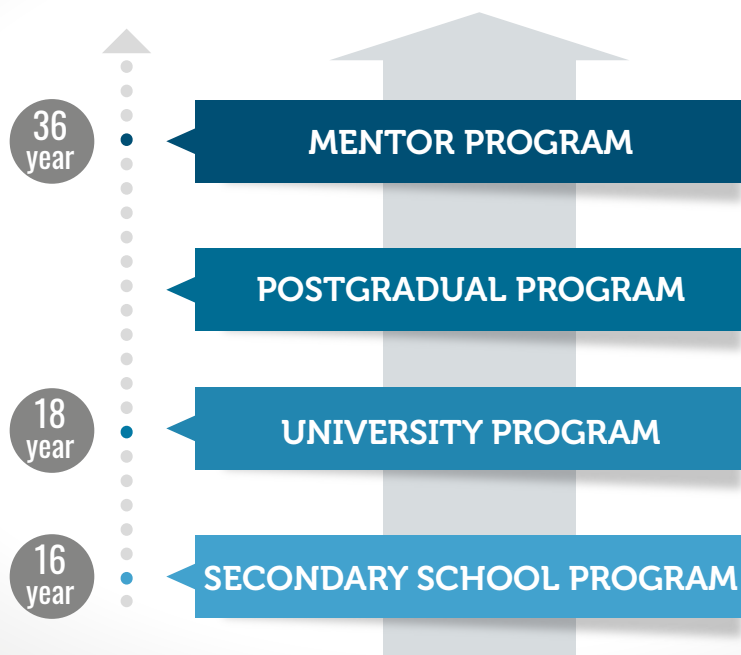 36
year
MENTOR PROGRAM
POSTGRADUAL PROGRAM
18
year
UNIVERSITY PROGRAM
16
year
SECONDARY SCHOOL PROGRAM